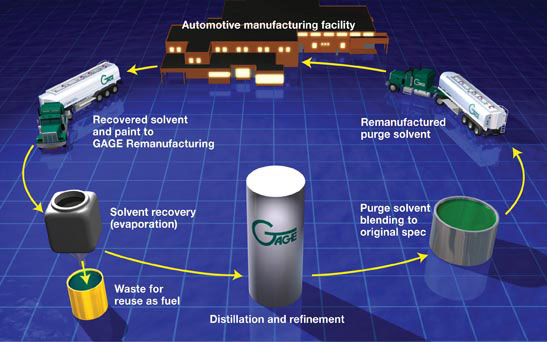 Automotive manufacturing facility
GAGE
Recovered solvent
and paint to
GAGE Remanufacturing
Remanufactured
purge solvent
Solvent recovery
(evaporation)
GAGE
Purge solvent
blending to
original spec
Waste for
reuse as fuel
Distillation and refinement